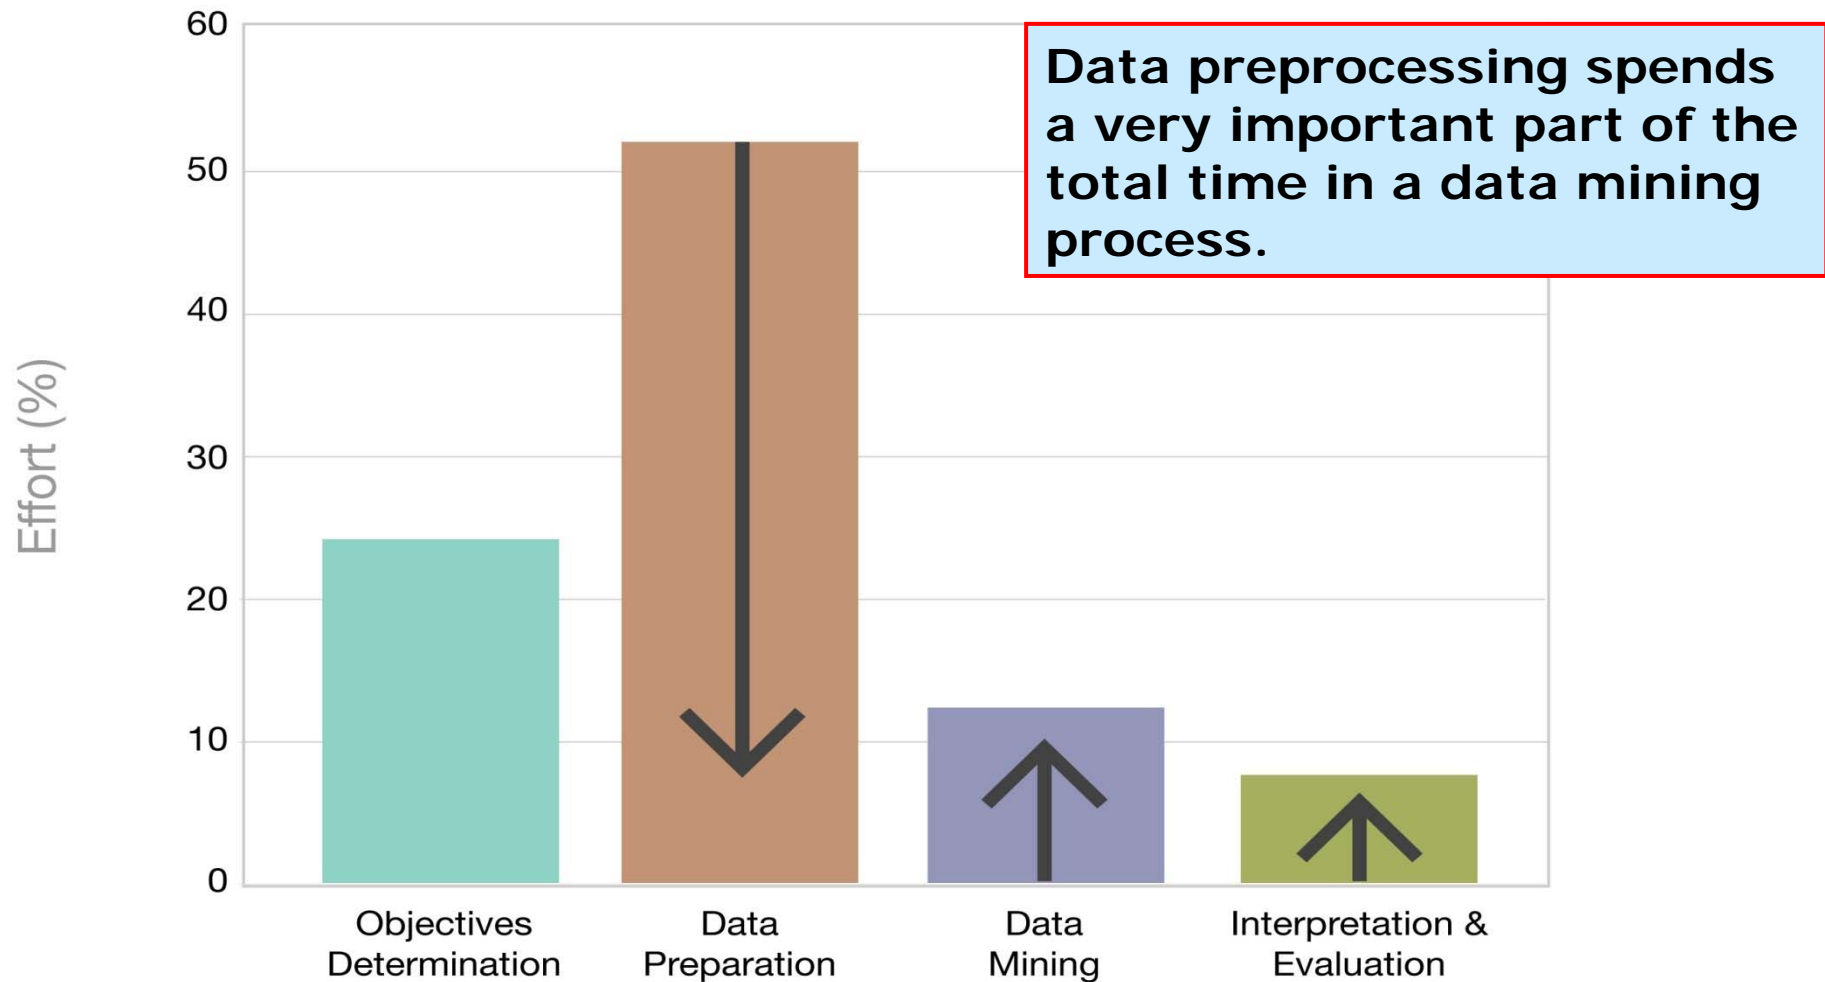 60
50
40
30
20
10
0
Effort (%)
Data preprocessing spends
a very important part of the
total time in a data mining
process.
Objectives
Determination
Data
Preparation
Data
Mining
Interpretation &
Evaluation